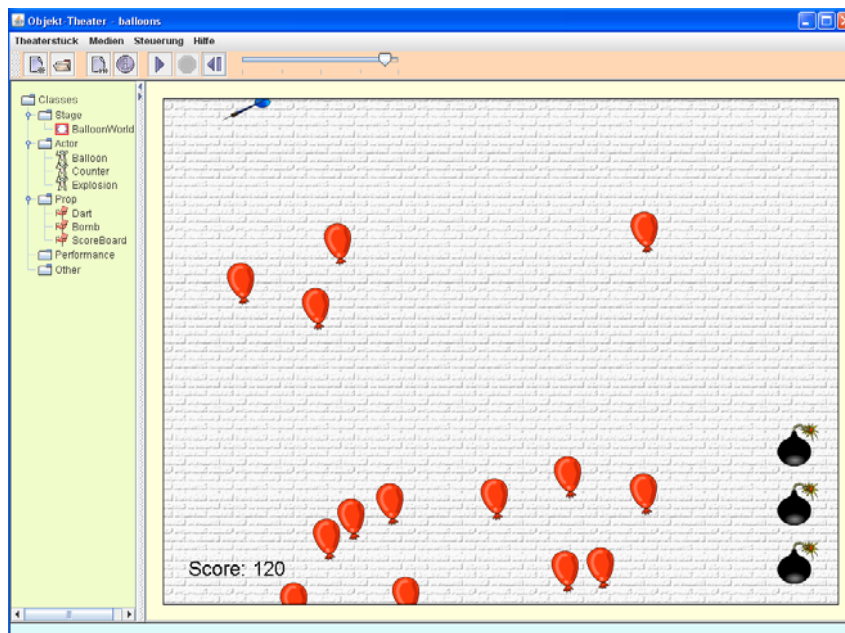 Objekt-Theater - balloons
Theaterstück Medien Steuerung Hilfe
Classes
Stage
BalloonWorld
Actor
Balloon
Counter
Explosion
Prop
Dart
Bomb
ScoreBoard
Performance
Other
Score: 120